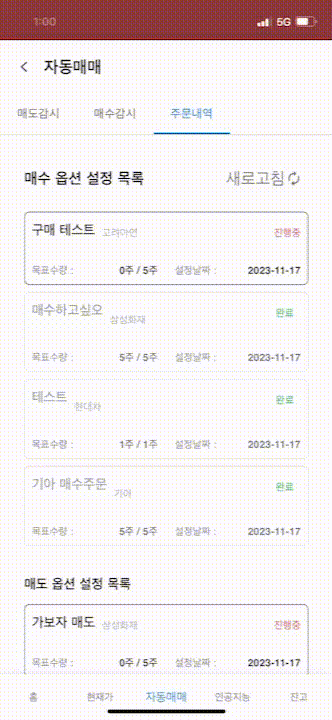 1:00
5G
자동매매
매도감시 매수감시 주문내역
매수 옵션 설정 목록 새로고침
구매 테스트 고려아연 진행중
목표수량 : 0주 / 5주 설정날짜 : 2023-11-17
매수하고싶오 삼성화재 완료
목표수량 : 5주 / 5주 설정날짜 : 2023-11-17
테스트 현대차 완료
목표수량 : 1주 / 1주 설정날짜 : 2023-11-17
기아 매수주문 기아 완료
목표수량 : 5주 / 5주 설정날짜 : 2023-11-17
매도 옵션 설정 목록
가보자 매도 삼성화재 진행중
목표수량 : 0주 / 5주 설정날짜 : 2023-11-17
홈 현재가 자동매매 인공지능 잔고